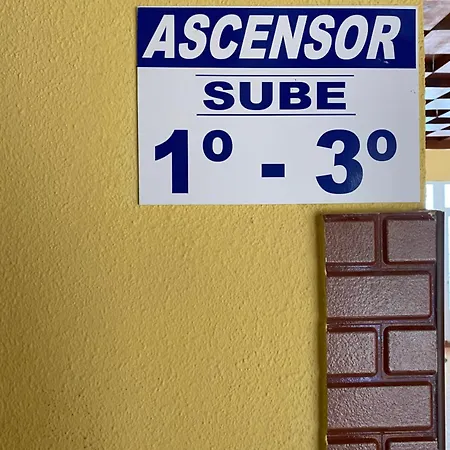 ASCENSOR
SUBE
1º - 3º